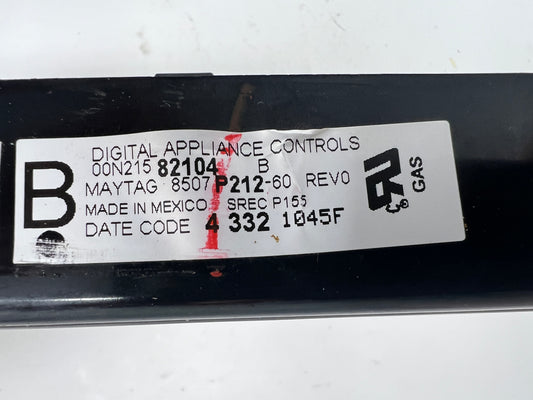 B
DIGITAL APPLIANCE CONTROLS
00N215 82104 B
MAYTAG 8507 P212-60 REV0
MADE IN MEXICO SREC P155
DATE CODE 4 332 1045F
GAS